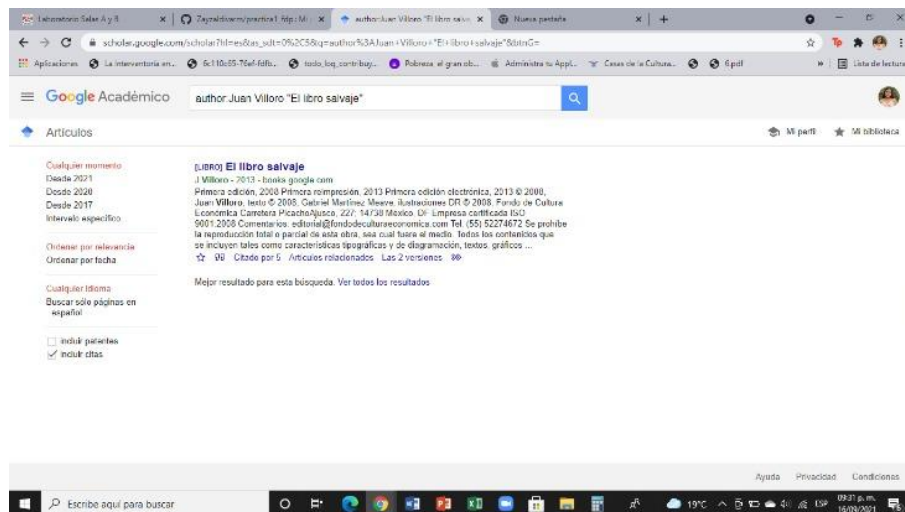 Laboratorio Salas A y B
Zayzaldivarm/practica1_fdp: Mi
author:Juan Villoro "El libro salva
Nueva pestaña
scholar.google.com/scholar?hl=es&as_sdt=0%2C5&q=author%3AJuan+Villoro+"El+libro+salvaje"&btnG=
Aplicaciones
La interventoría en...
6c110c65-76ef-fdfb...
todo_log_contribuy...
Pobreza el gran ob...
Administra tu Appl...
Casas de la Cultura...
6.pdf
Lista de lectura
Google Académico
author:Juan Villoro "El libro salvaje"
Artículos
Mi perfil
Mi biblioteca
Cualquier momento
Desde 2021
Desde 2020
Desde 2017
Intervalo específico
Ordenar por relevancia
Ordenar por fecha
Cualquier idioma
Buscar sólo páginas en
español
incluir patentes
incluir citas
[LIBRO] El libro salvaje
J Villoro - 2013 - books.google.com
Primera edición, 2008 Primera reimpresión, 2013 Primera edición electrónica, 2013 © 2008,
Juan Villoro, texto © 2008, Gabriel Martínez Meave, ilustraciones DR © 2008, Fondo de Cultura
Económica Carretera PicachoAjusco, 227; 14738 México, DF Empresa certificada ISO
9001:2008 Comentarios: editorial@fondodeculturaeconomica.com Tel. (55) 52274672 Se prohíbe
la reproducción total o parcial de esta obra, sea cual fuere el medio. Todos los contenidos que
se incluyen tales como características tipográficas y de diagramación, textos, gráficos ...
Citado por 5 Artículos relacionados Las 2 versiones
Mejor resultado para esta búsqueda. Ver todos los resultados
Ayuda Privacidad Condiciones
Escribe aquí para buscar
19°C
ESP
09:31 p. m.
16/09/2021